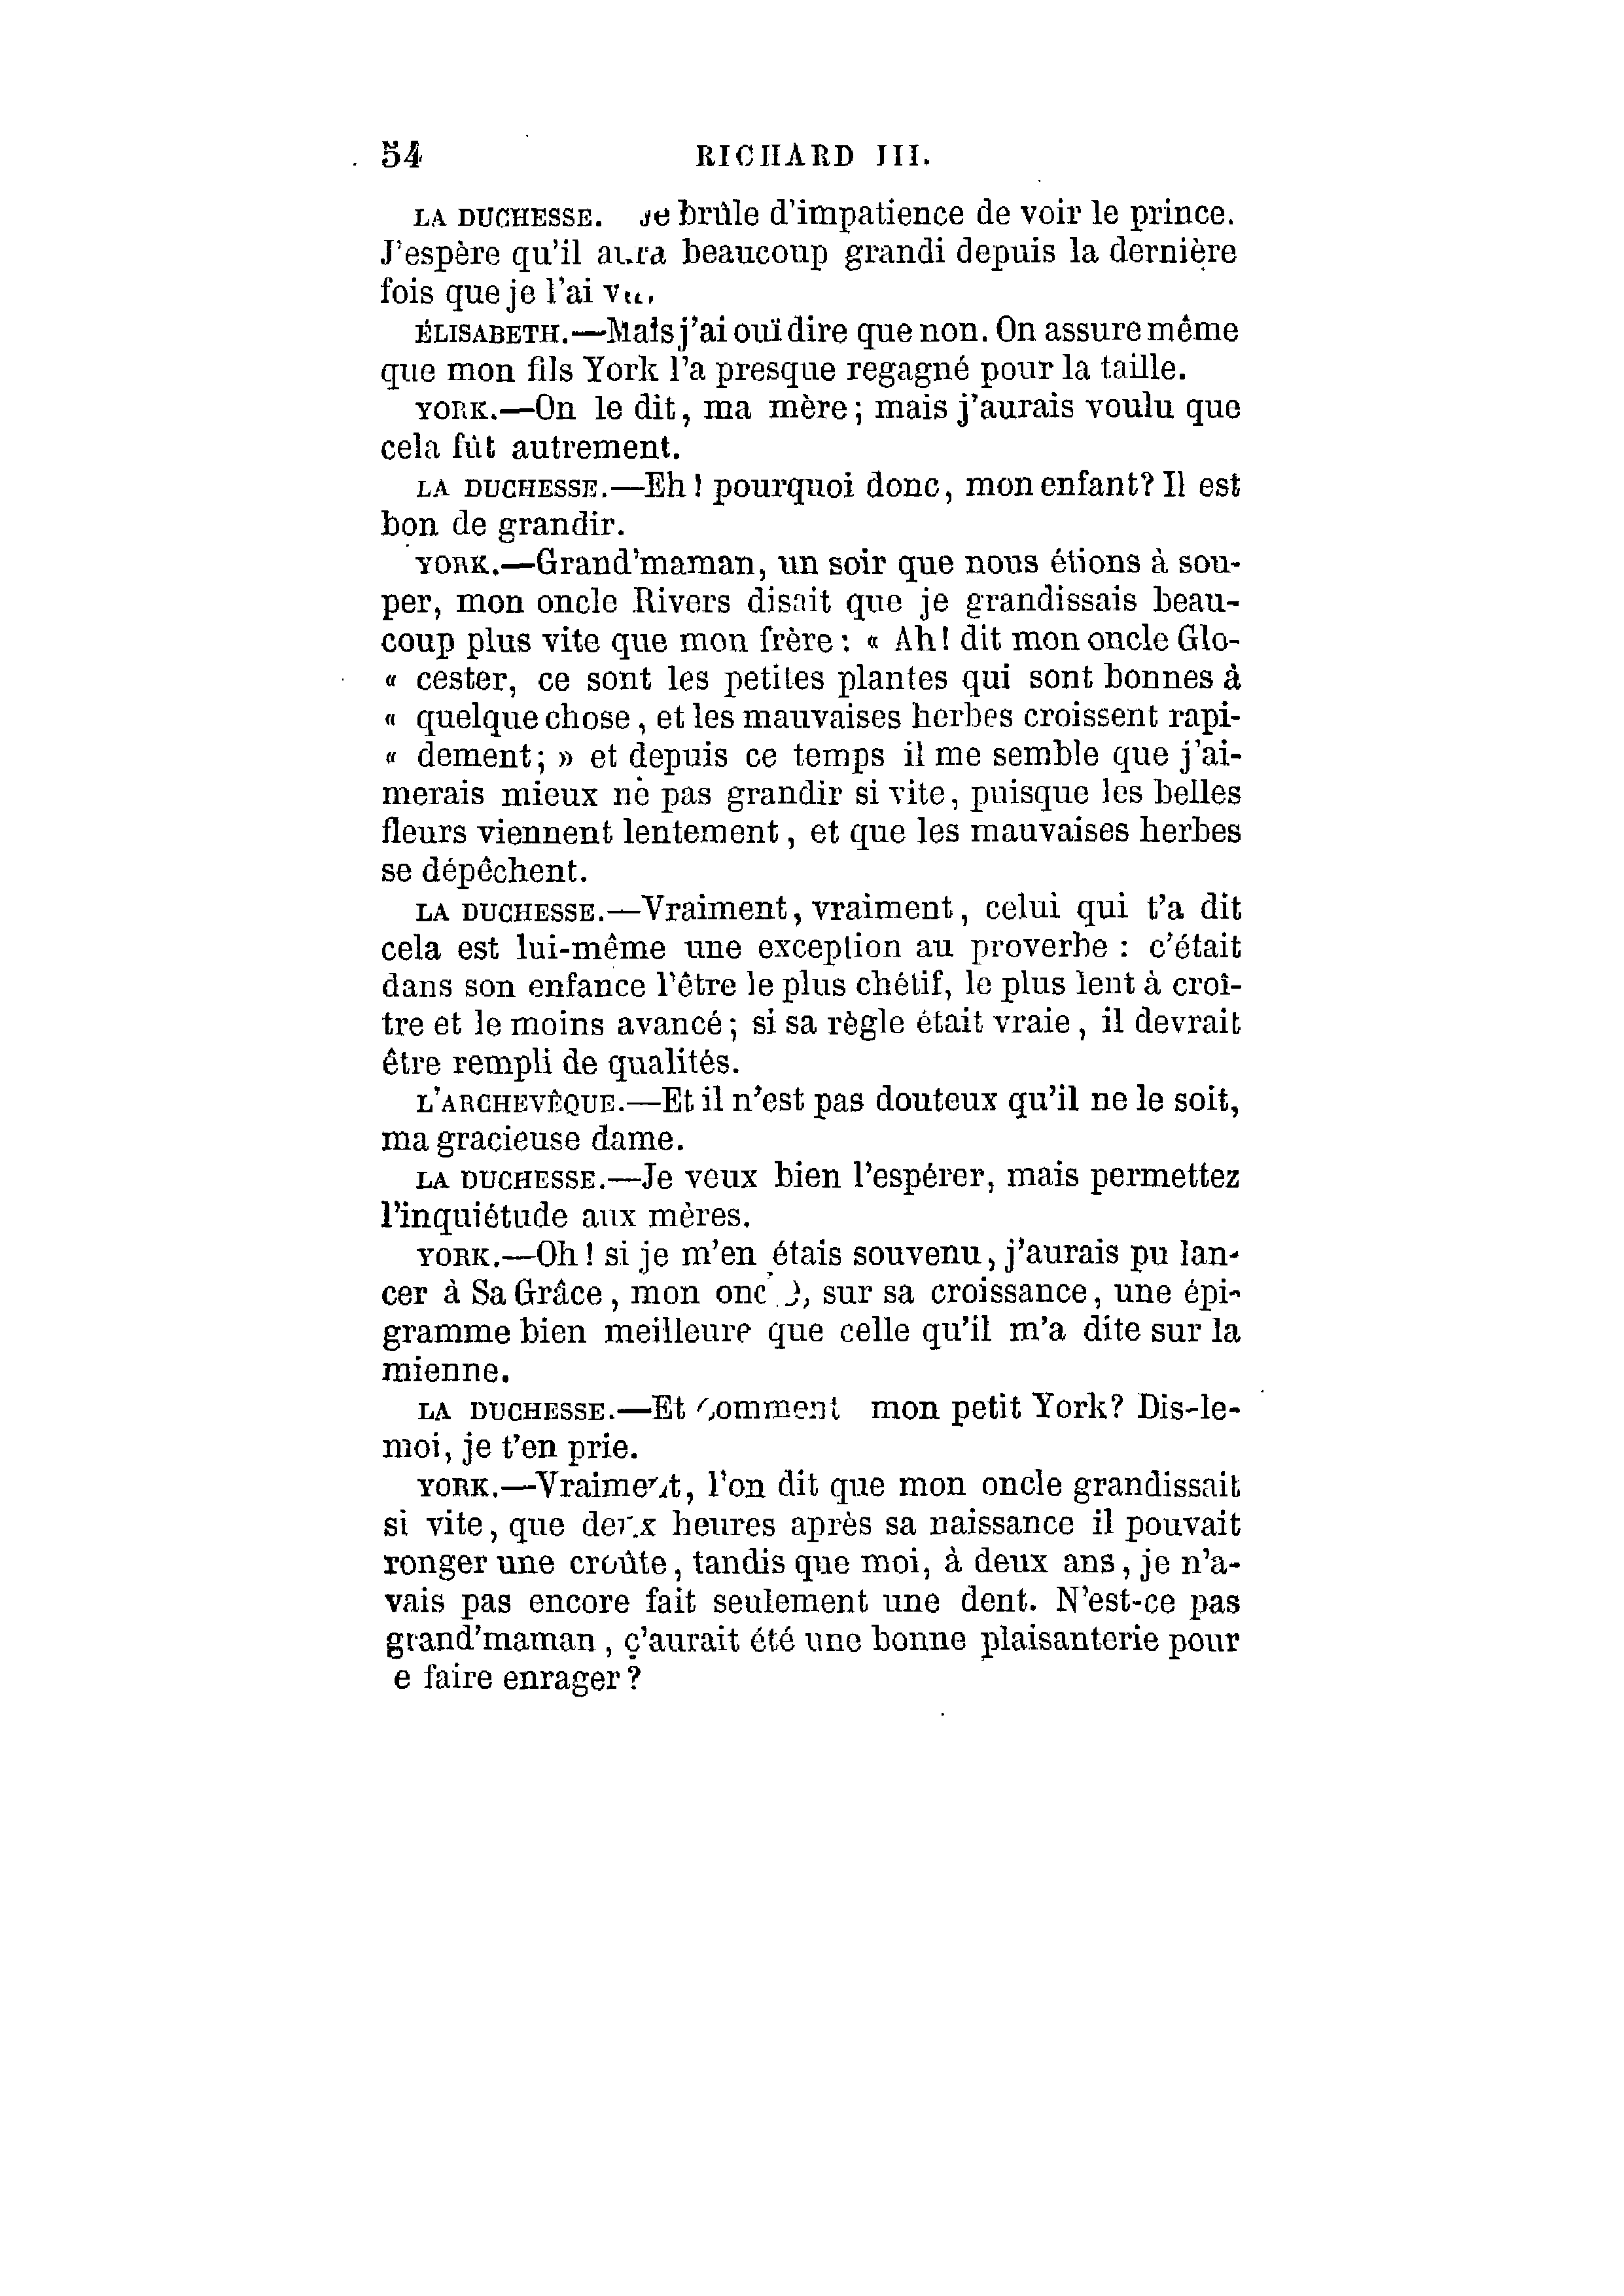 54 RICHARD III.
LA DUCHESSE. Je brûle d'impatience de voir le prince.
J'espère qu'il aura beaucoup grandi depuis la dernière
fois que je l'ai vu.
ÉLISABETH.—Mais j'ai ouï dire que non. On assure même
que mon fils York l'a presque regagné pour la taille.
YORK.—On le dit, ma mère; mais j'aurais voulu que
cela fût autrement.
LA DUCHESSE.—Eh! pourquoi donc, mon enfant? Il est
bon de grandir.
YORK.—Grand'maman, un soir que nous étions à sou-
per, mon oncle Rivers disait que je grandissais beau-
coup plus vite que mon frère: « Ah! dit mon oncle Glo-
« cester, ce sont les petites plantes qui sont bonnes à
« quelque chose, et les mauvaises herbes croissent rapi-
« dement; » et depuis ce temps il me semble que j'ai-
merais mieux ne pas grandir si vite, puisque les belles
fleurs viennent lentement, et que les mauvaises herbes
se dépêchent.
LA DUCHESSE.—Vraiment, vraiment, celui qui t'a dit
cela est lui-même une exception au proverbe : c'était
dans son enfance l'être le plus chétif, le plus lent à croî-
tre et le moins avancé; si sa règle était vraie, il devrait
être rempli de qualités.
L'ARCHEVÊQUE.—Et il n'est pas douteux qu'il ne le soit,
ma gracieuse dame.
LA DUCHESSE.—Je veux bien l'espérer, mais permettez
l'inquiétude aux mères.
YORK.—Oh! si je m'en étais souvenu, j'aurais pu lan-
cer à Sa Grâce, mon oncle, sur sa croissance, une épi-
gramme bien meilleure que celle qu'il m'a dite sur la
mienne.
LA DUCHESSE.—Et comment mon petit York? Dis-le-
moi, je t'en prie.
YORK.—Vraiment, l'on dit que mon oncle grandissait
si vite, que deux heures après sa naissance il pouvait
ronger une croûte, tandis que moi, à deux ans, je n'a-
vais pas encore fait seulement une dent. N'est-ce pas
grand'maman, ç'aurait été une bonne plaisanterie pour
e faire enrager?